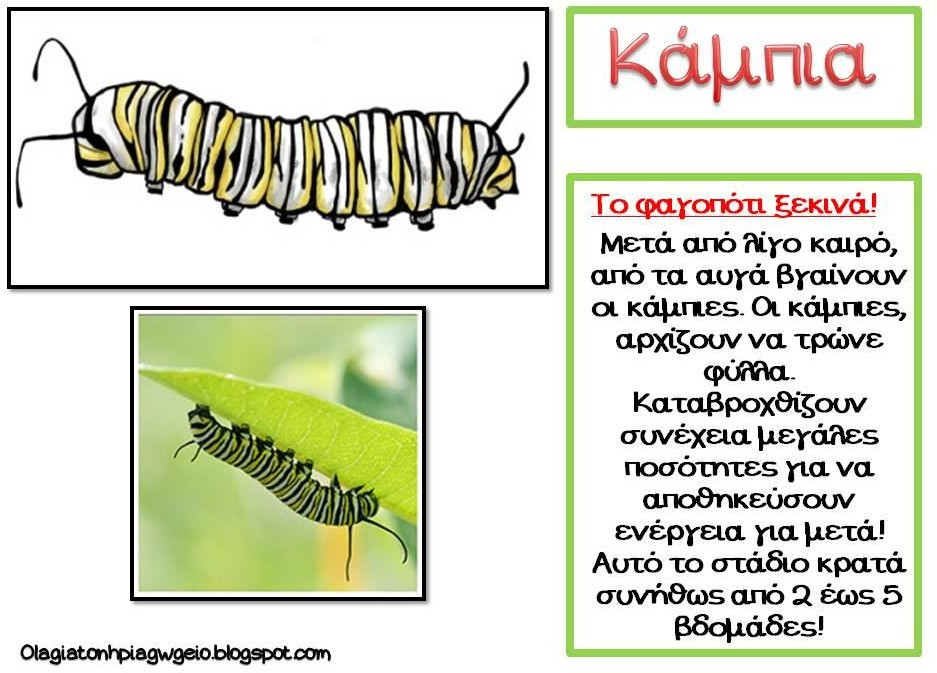 Κάμπια
Το φαγοπότι ξεκινά!
Μετά από λίγο καιρό,
από τα αυγά βγαίνουν
οι κάμπιες. Οι κάμπιες,
αρχίζουν να τρώνε
φύλλα.
Καταβροχθίζουν
συνέχεια μεγάλες
ποσότητες για να
αποθηκεύσουν
ενέργεια για μετά!
Αυτό το στάδιο κρατά
συνήθως από 2 έως 5
βδομάδες!
Olagiatonhpiagwgeio.blogspot.com